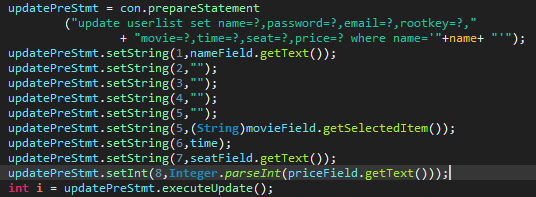 updatePreStmt = con.prepareStatement
("update userlist set name=?,password=?,email=?,rootkey=?,"
+ "movie=?,time=?,seat=?,price=? where name='"+name+ "'");
updatePreStmt.setString(1,nameField.getText());
updatePreStmt.setString(2,"");
updatePreStmt.setString(3,"");
updatePreStmt.setString(4,"");
updatePreStmt.setString(5,"");
updatePreStmt.setString(5,(String)movieField.getSelectedItem());
updatePreStmt.setString(6,time);
updatePreStmt.setString(7,seatField.getText());
updatePreStmt.setInt(8,Integer.parseInt(priceField.getText()));
int i = updatePreStmt.executeUpdate();